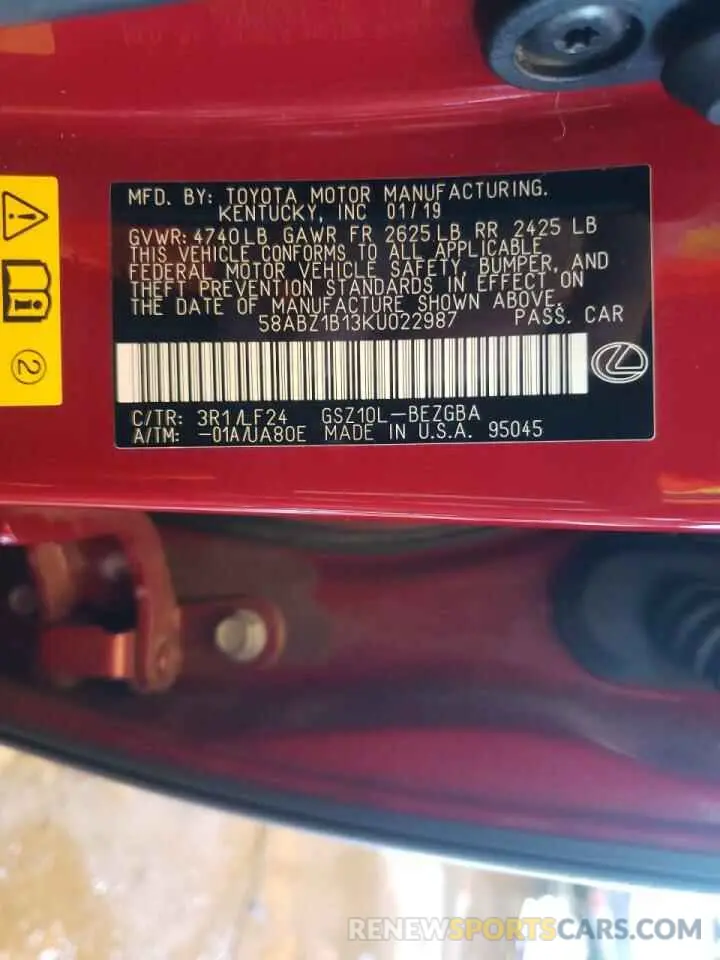 MFD. BY: TOYOTA MOTOR MANUFACTURING.
KENTUCKY, INC 01/19
GVWR: 4740LB GAWR FR 2625LB RR 2425 LB
THIS VEHICLE CONFORMS TO ALL APPLICABLE
FEDERAL MOTOR VEHICLE SAFETY, BUMPER, AND
THEFT PREVENTION STANDARDS IN EFFECT ON
THE DATE OF MANUFACTURE SHOWN ABOVE.
58ABZ1B13KU022987 PASS. CAR
C/TR: 3R1/LF24 GSZ10L-BEZGBA
A/TM: -01A/UA80E MADE IN U.S.A. 95045
2
RENEWSPORTSCARS.COM